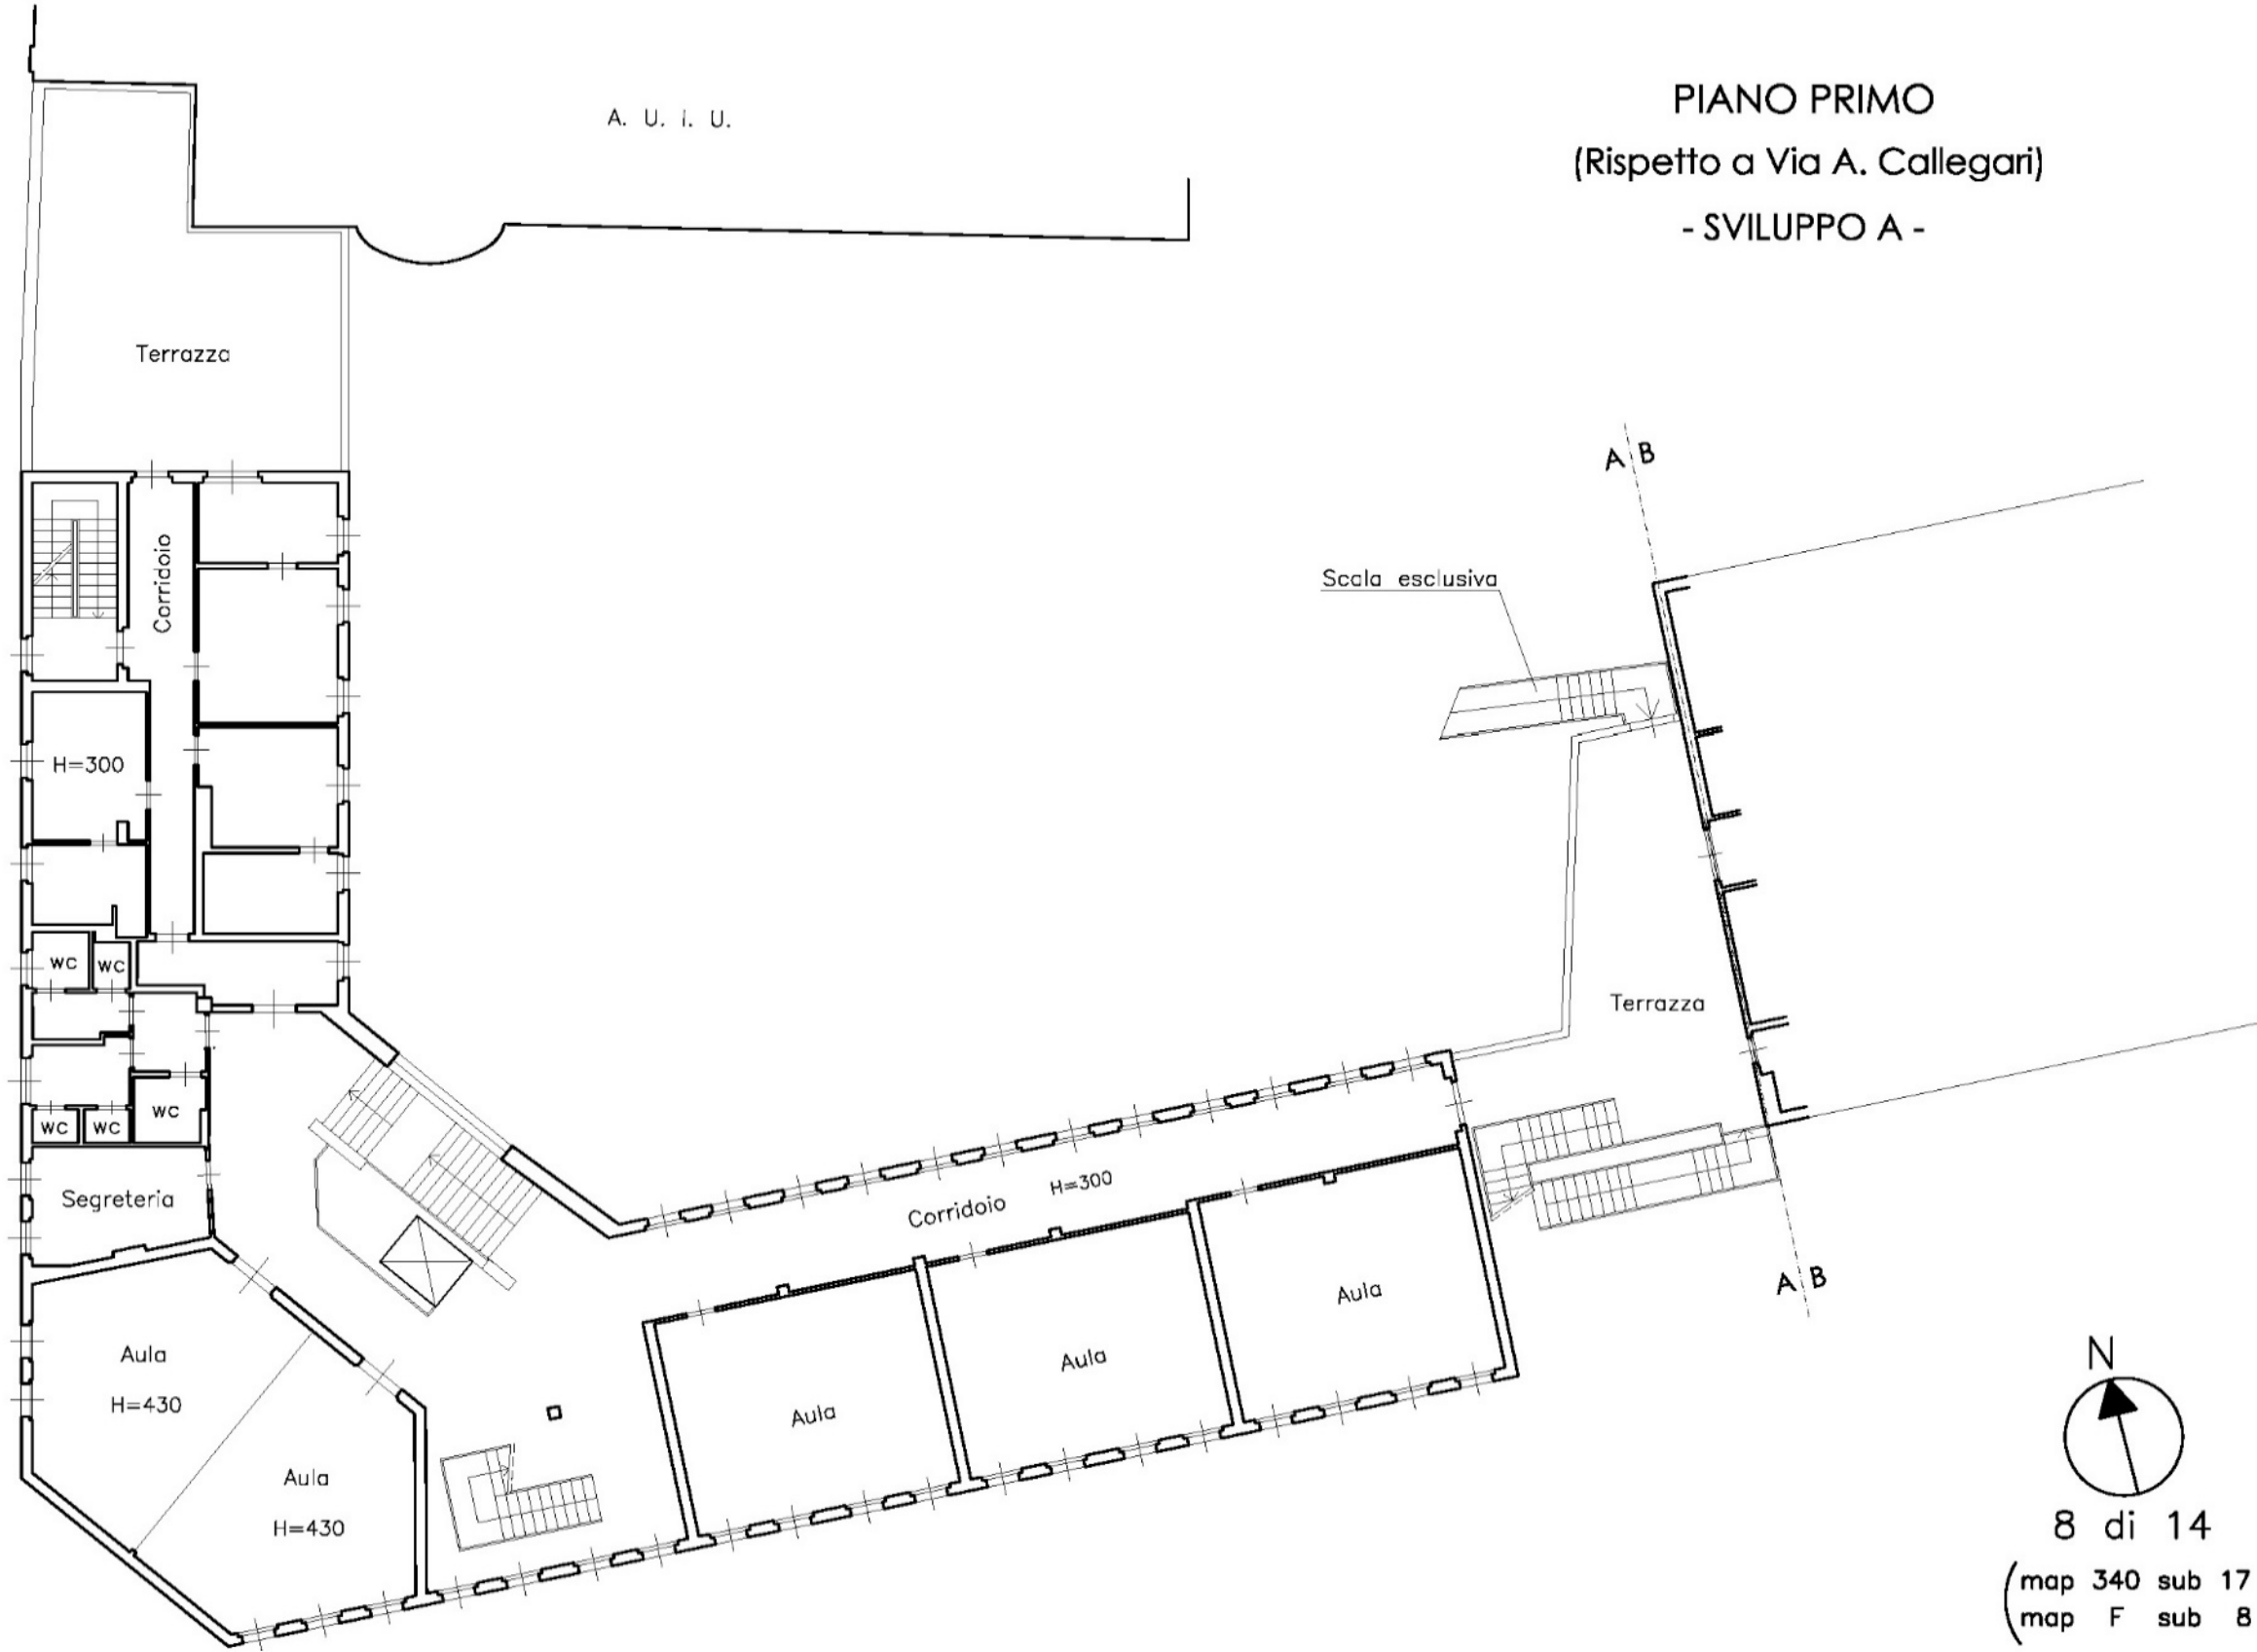 A. U. I. U.
PIANO PRIMO
(Rispetto a Via A. Callegari)
- SVILUPPO A -
Terrazza
A B
Corridoio
Scala esclusiva
H=300
WC
WC
Terrazza
WC
WC
WC
Segreteria
Corridoio H=300
Aula
H=430
Aula
H=430
Aula
Aula
Aula
A B
N
8 di 14
(map 340 sub 17
map F sub 8